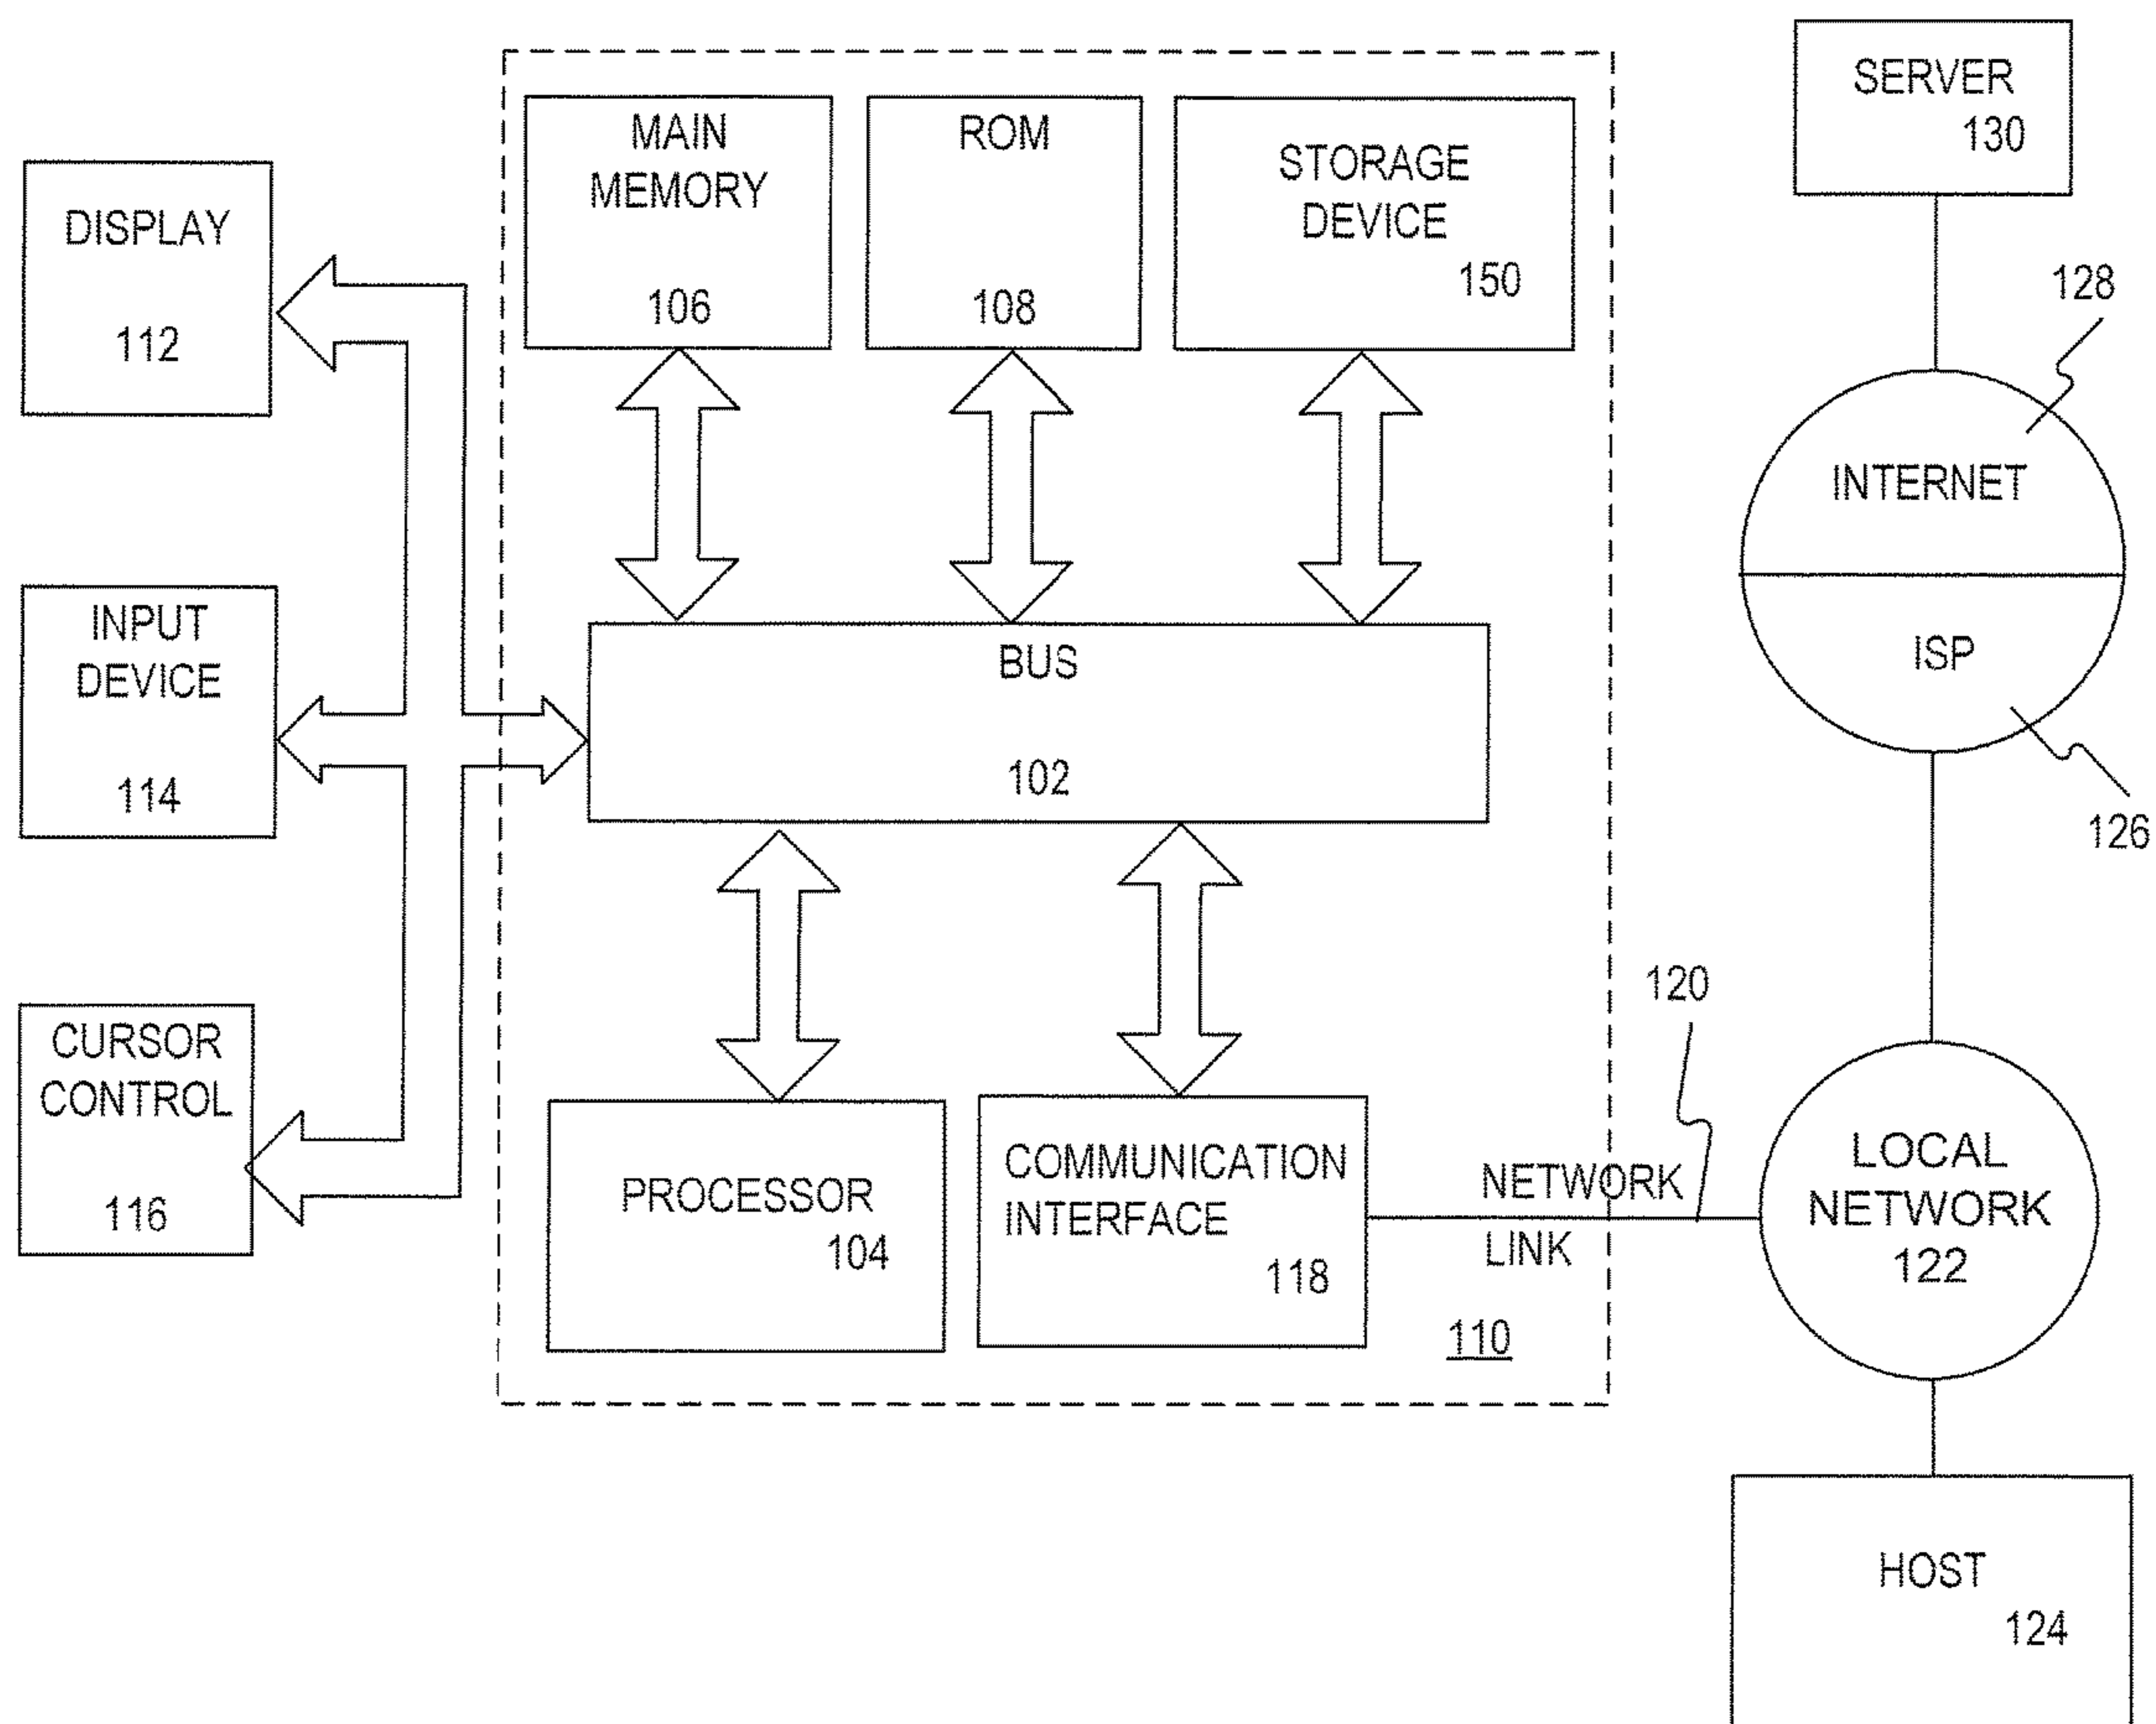 SERVER
130
MAIN
MEMORY
106
ROM
108
STORAGE
DEVICE
150
DISPLAY
112
128
INTERNET
ISP
126
INPUT
DEVICE
114
BUS
102
120
CURSOR
CONTROL
116
PROCESSOR
104
COMMUNICATION
INTERFACE
118
NETWORK
LINK
110
LOCAL
NETWORK
122
HOST
124